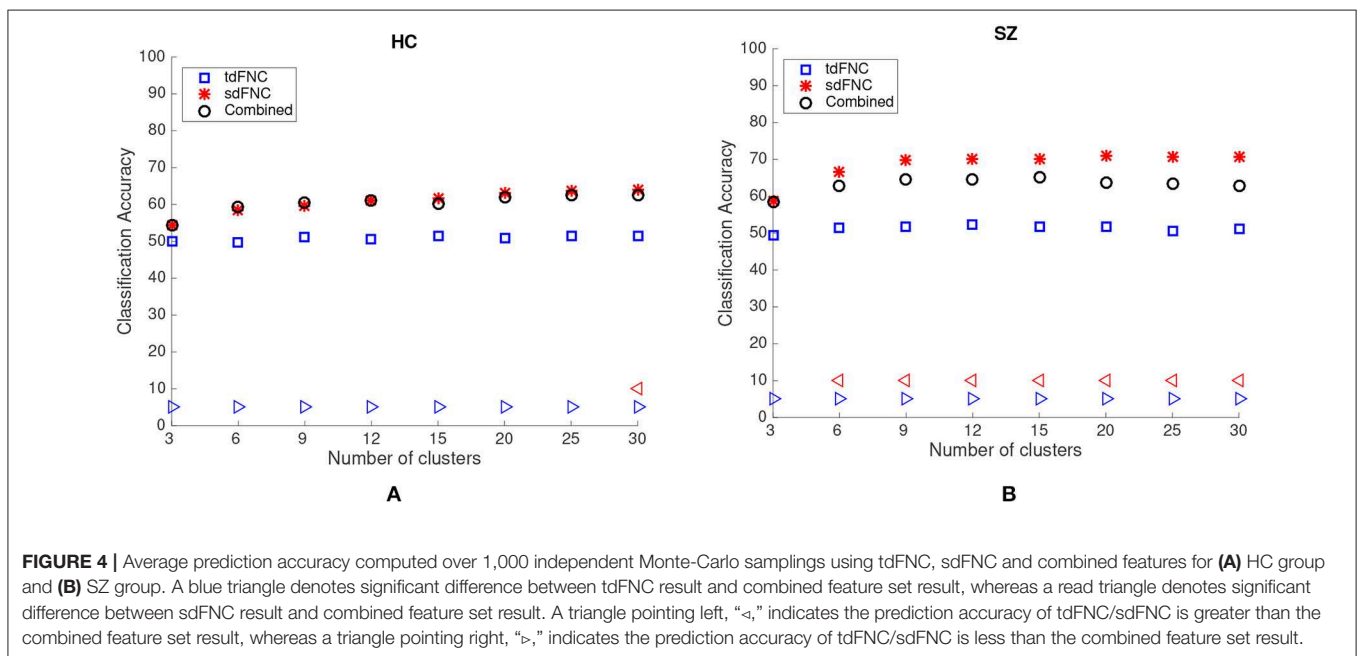 HC
tdFNC
sdFNC
Combined
100
90
80
70
60
50
40
30
20
10
0
Classification Accuracy
3 6 9 12 15 20 25 30
Number of clusters
A
SZ
tdFNC
sdFNC
Combined
100
90
80
70
60
50
40
30
20
10
0
Classification Accuracy
3 6 9 12 15 20 25 30
Number of clusters
B
FIGURE 4 | Average prediction accuracy computed over 1,000 independent Monte-Carlo samplings using tdFNC, sdFNC and combined features for (A) HC group
and (B) SZ group. A blue triangle denotes significant difference between tdFNC result and combined feature set result, whereas a read triangle denotes significant
difference between sdFNC result and combined feature set result. A triangle pointing left, “◃,” indicates the prediction accuracy of tdFNC/sdFNC is greater than the
combined feature set result, whereas a triangle pointing right, “▹,” indicates the prediction accuracy of tdFNC/sdFNC is less than the combined feature set result.